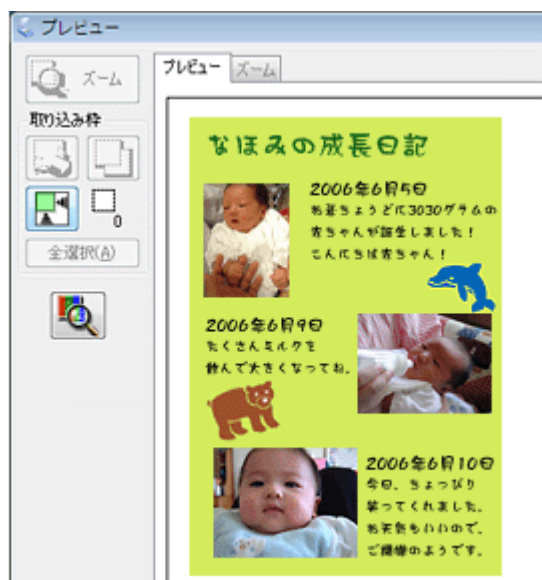 プレビュー
ズーム
取り込み枠
0
全選択(A)
プレビュー
ズーム
なほみの成長日記
2006年6月5日
お昼ちょうどに3030グラムの
赤ちゃんが誕生しました！
こんにちは赤ちゃん！
2006年6月9日
たくさんミルクを
飲んで大きくなってね。
2006年6月10日
今日、ちょっぴり
笑ってくれました。
お天気もいいので、
ご機嫌のようです。